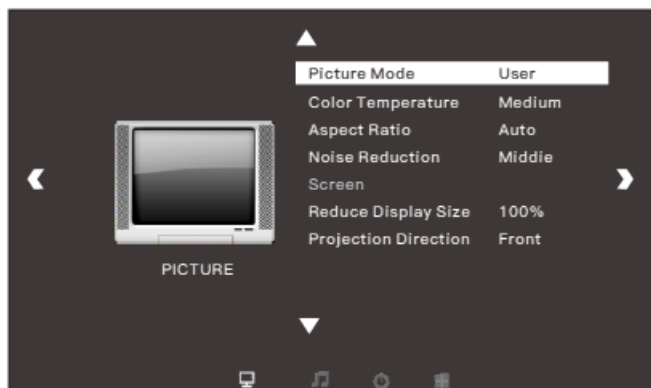 Picture Mode User
Color Temperature Medium
Aspect Ratio Auto
Noise Reduction Middie
Screen
Reduce Display Size 100%
Projection Direction Front
PICTURE